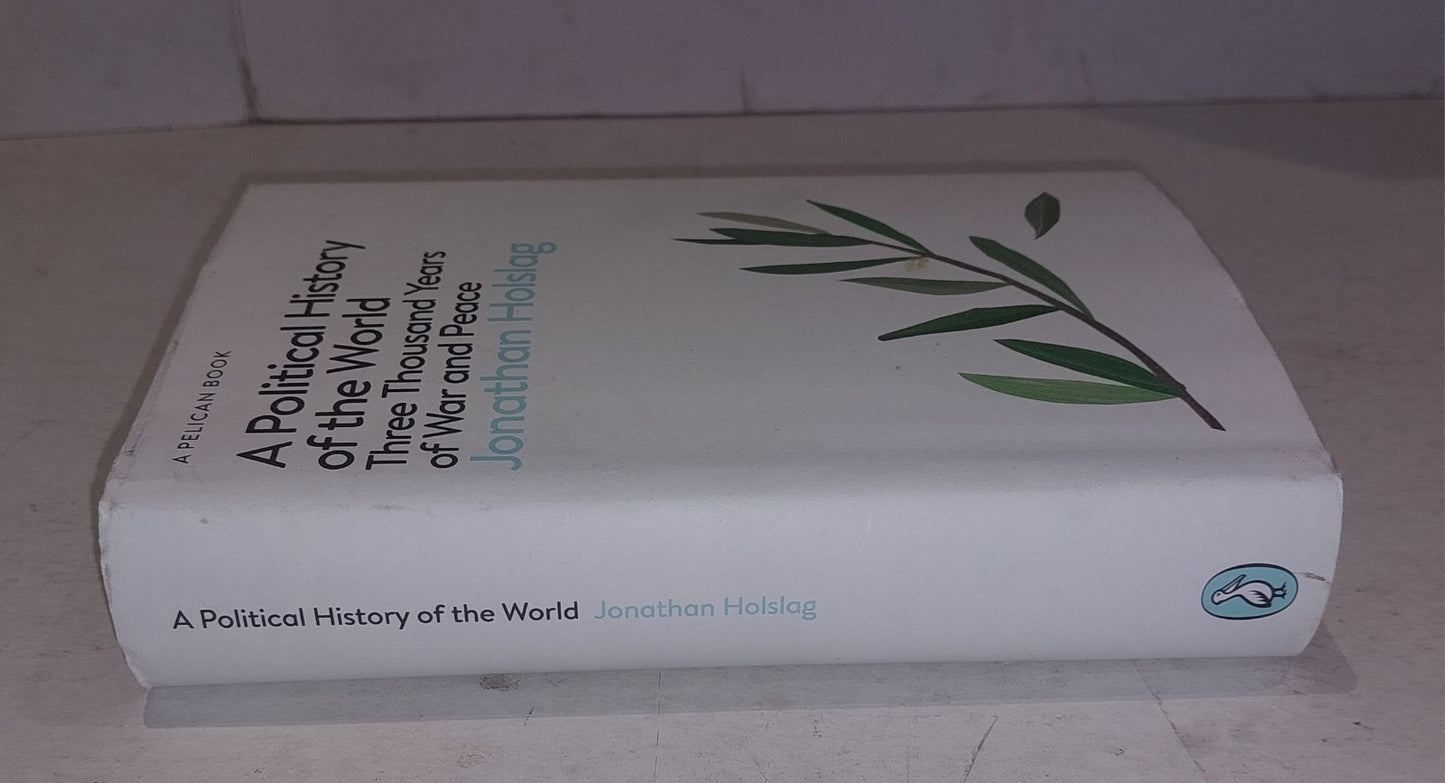 A PELICAN BOOK
A Political History
of the World
Three Thousand Years
of War and Peace
Jonathan Holslag
A Political History of the World Jonathan Holslag